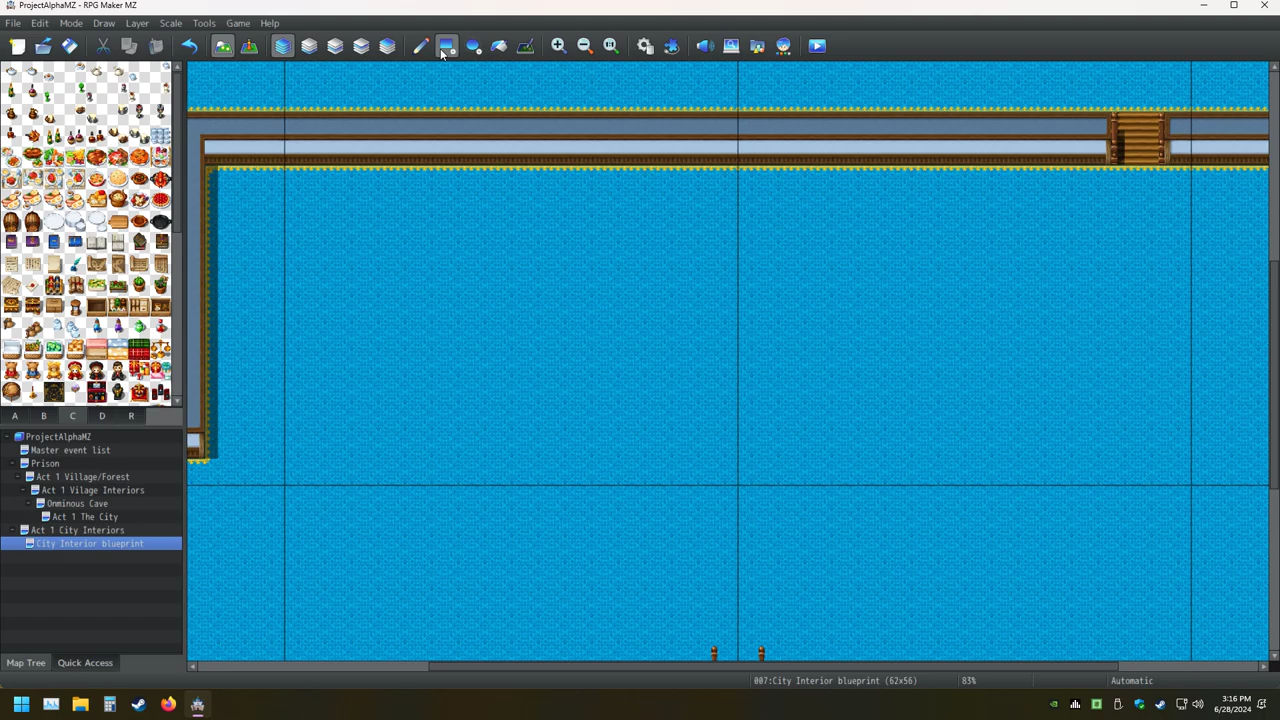 ProjectAlphaMZ - RPG Maker MZ
File Edit Mode Draw Layer Scale Tools Game Help
A B C D R
ProjectAlphaMZ
Master event list
Prison
Act 1 Village/Forest
Act 1 Vilage Interiors
Onminous Cave
Act 1 The City
Act 1 City Interiors
City Interior blueprint
Map Tree Quick Access
007:City Interior blueprint (62x56) 83% Automatic
3:16 PM
6/28/2024